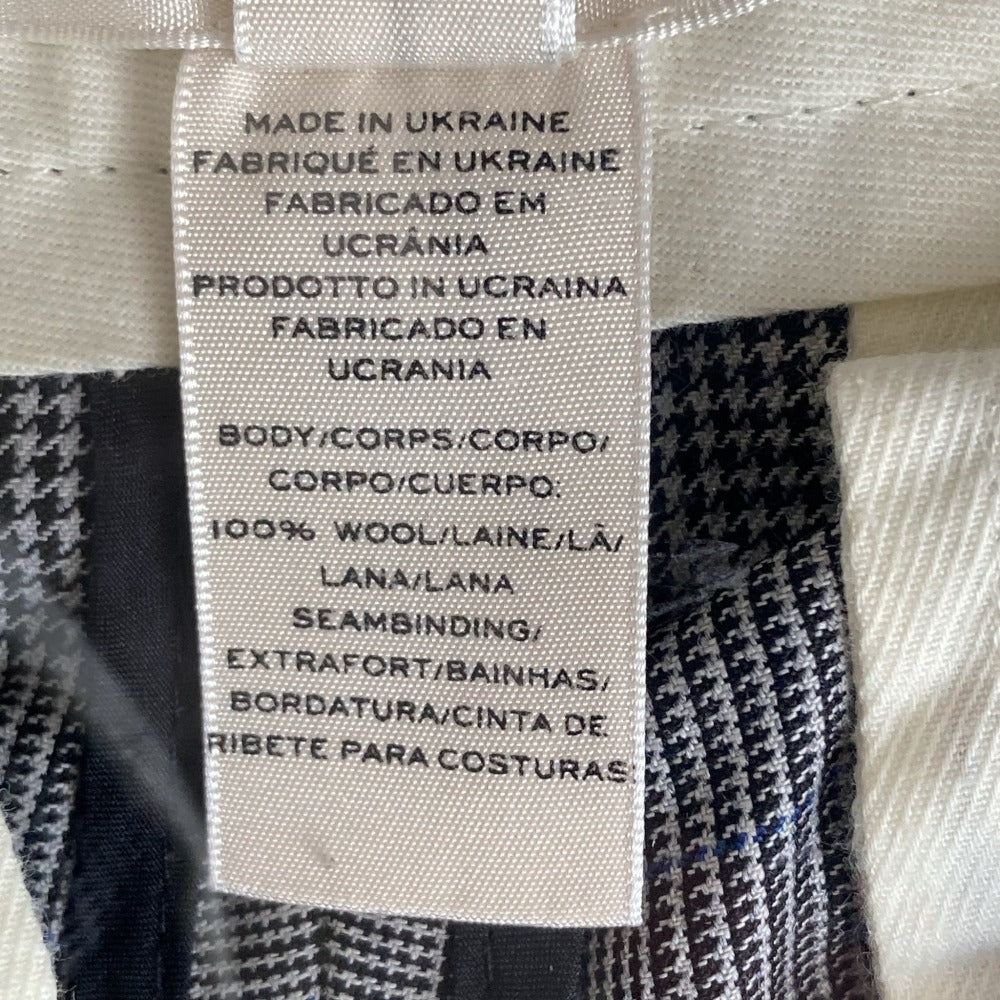 MADE IN UKRAINE
FABRIQUÉ EN UKRAINE
FABRICADO EM
UCRÂNIA
PRODOTTO IN UCRAINA
FABRICADO EN
UCRANIA
BODY/CORPS/CORPO/
CORPO/CUERPO:
100% WOOL/LAINE/LÃ/
LANA/LANA
SEAMBINDING/
EXTRAFORT/BAINHAS/
BORDATURA/CINTA DE
RIBETE PARA COSTURAS: